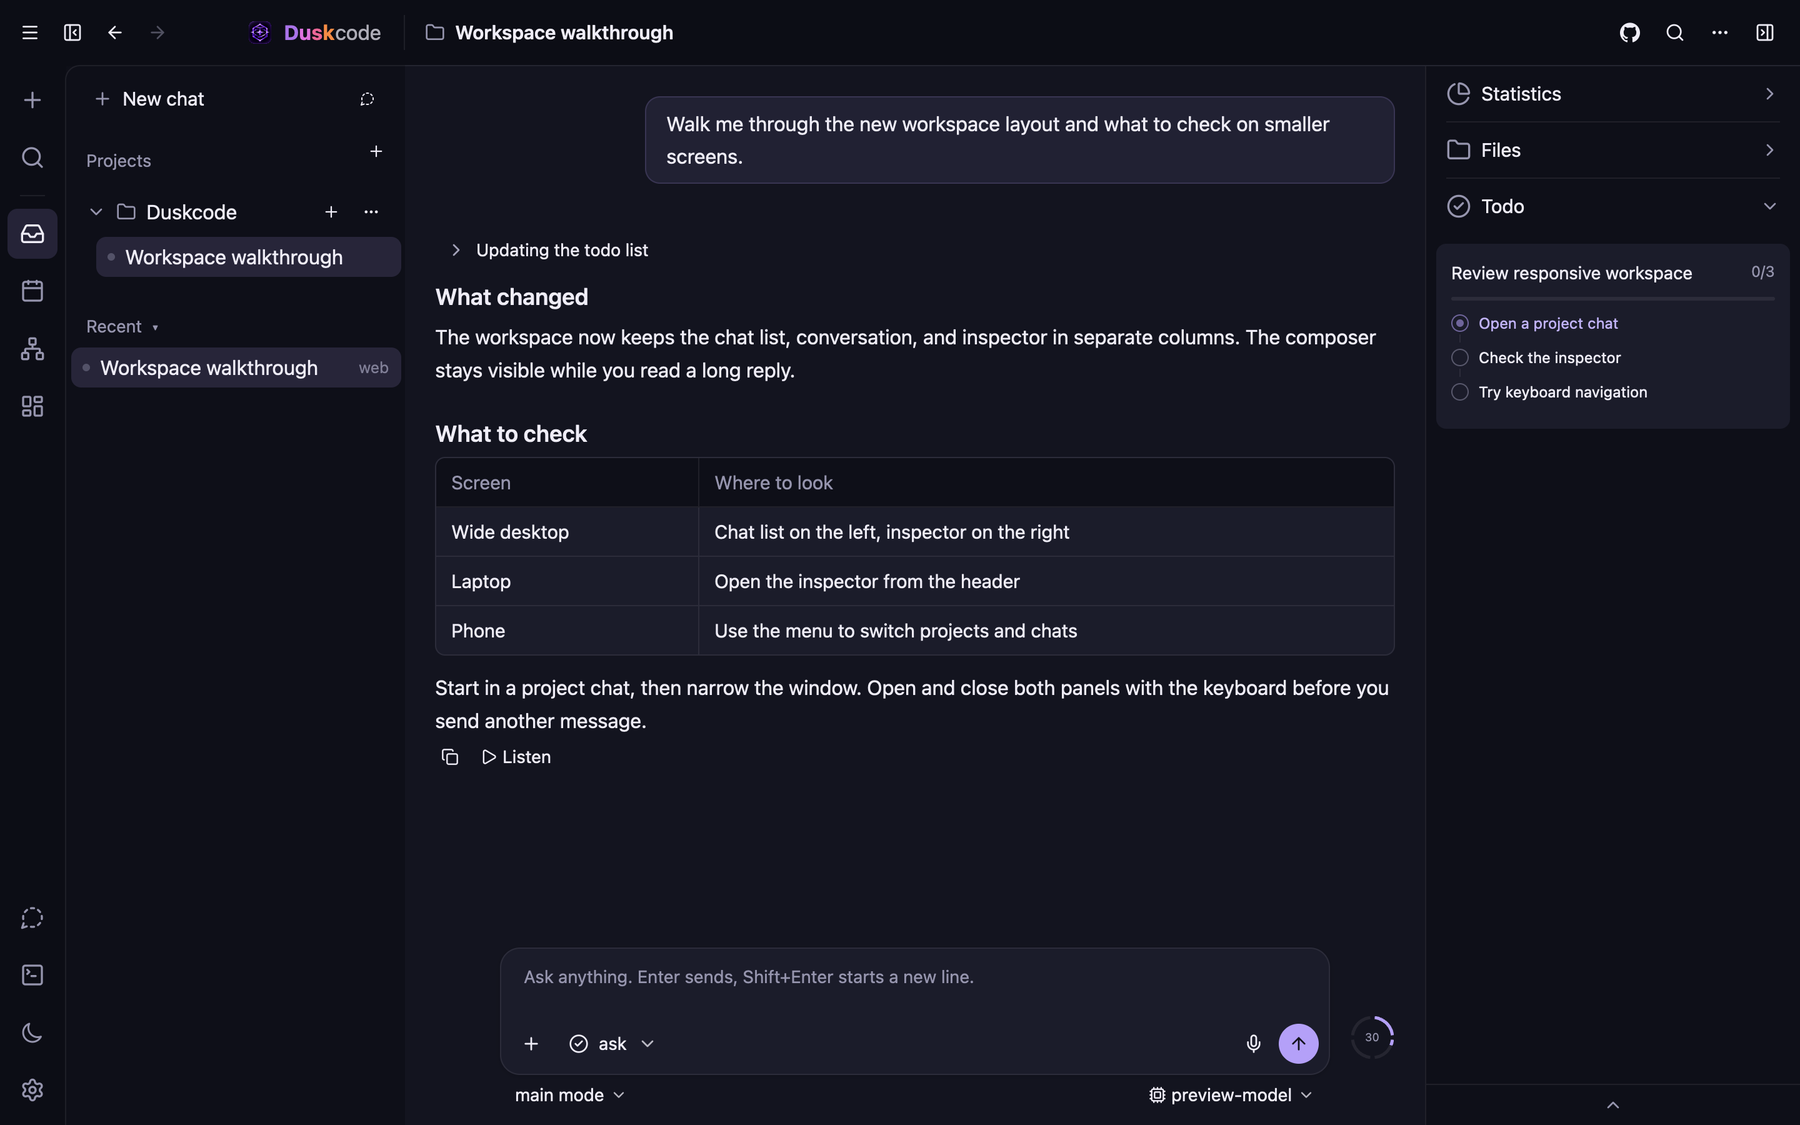 Duskcode
Workspace walkthrough
New chat
Projects
Duskcode
Workspace walkthrough
Recent
Workspace walkthrough web
Walk me through the new workspace layout and what to check on smaller
screens.
Updating the todo list
What changed
The workspace now keeps the chat list, conversation, and inspector in separate columns. The composer
stays visible while you read a long reply.
What to check
Screen Where to look
Wide desktop Chat list on the left, inspector on the right
Laptop Open the inspector from the header
Phone Use the menu to switch projects and chats
Start in a project chat, then narrow the window. Open and close both panels with the keyboard before you
send another message.
Listen
Ask anything. Enter sends, Shift+Enter starts a new line.
ask
30
main mode
preview-model
Statistics
Files
Todo
Review responsive workspace 0/3
Open a project chat
Check the inspector
Try keyboard navigation